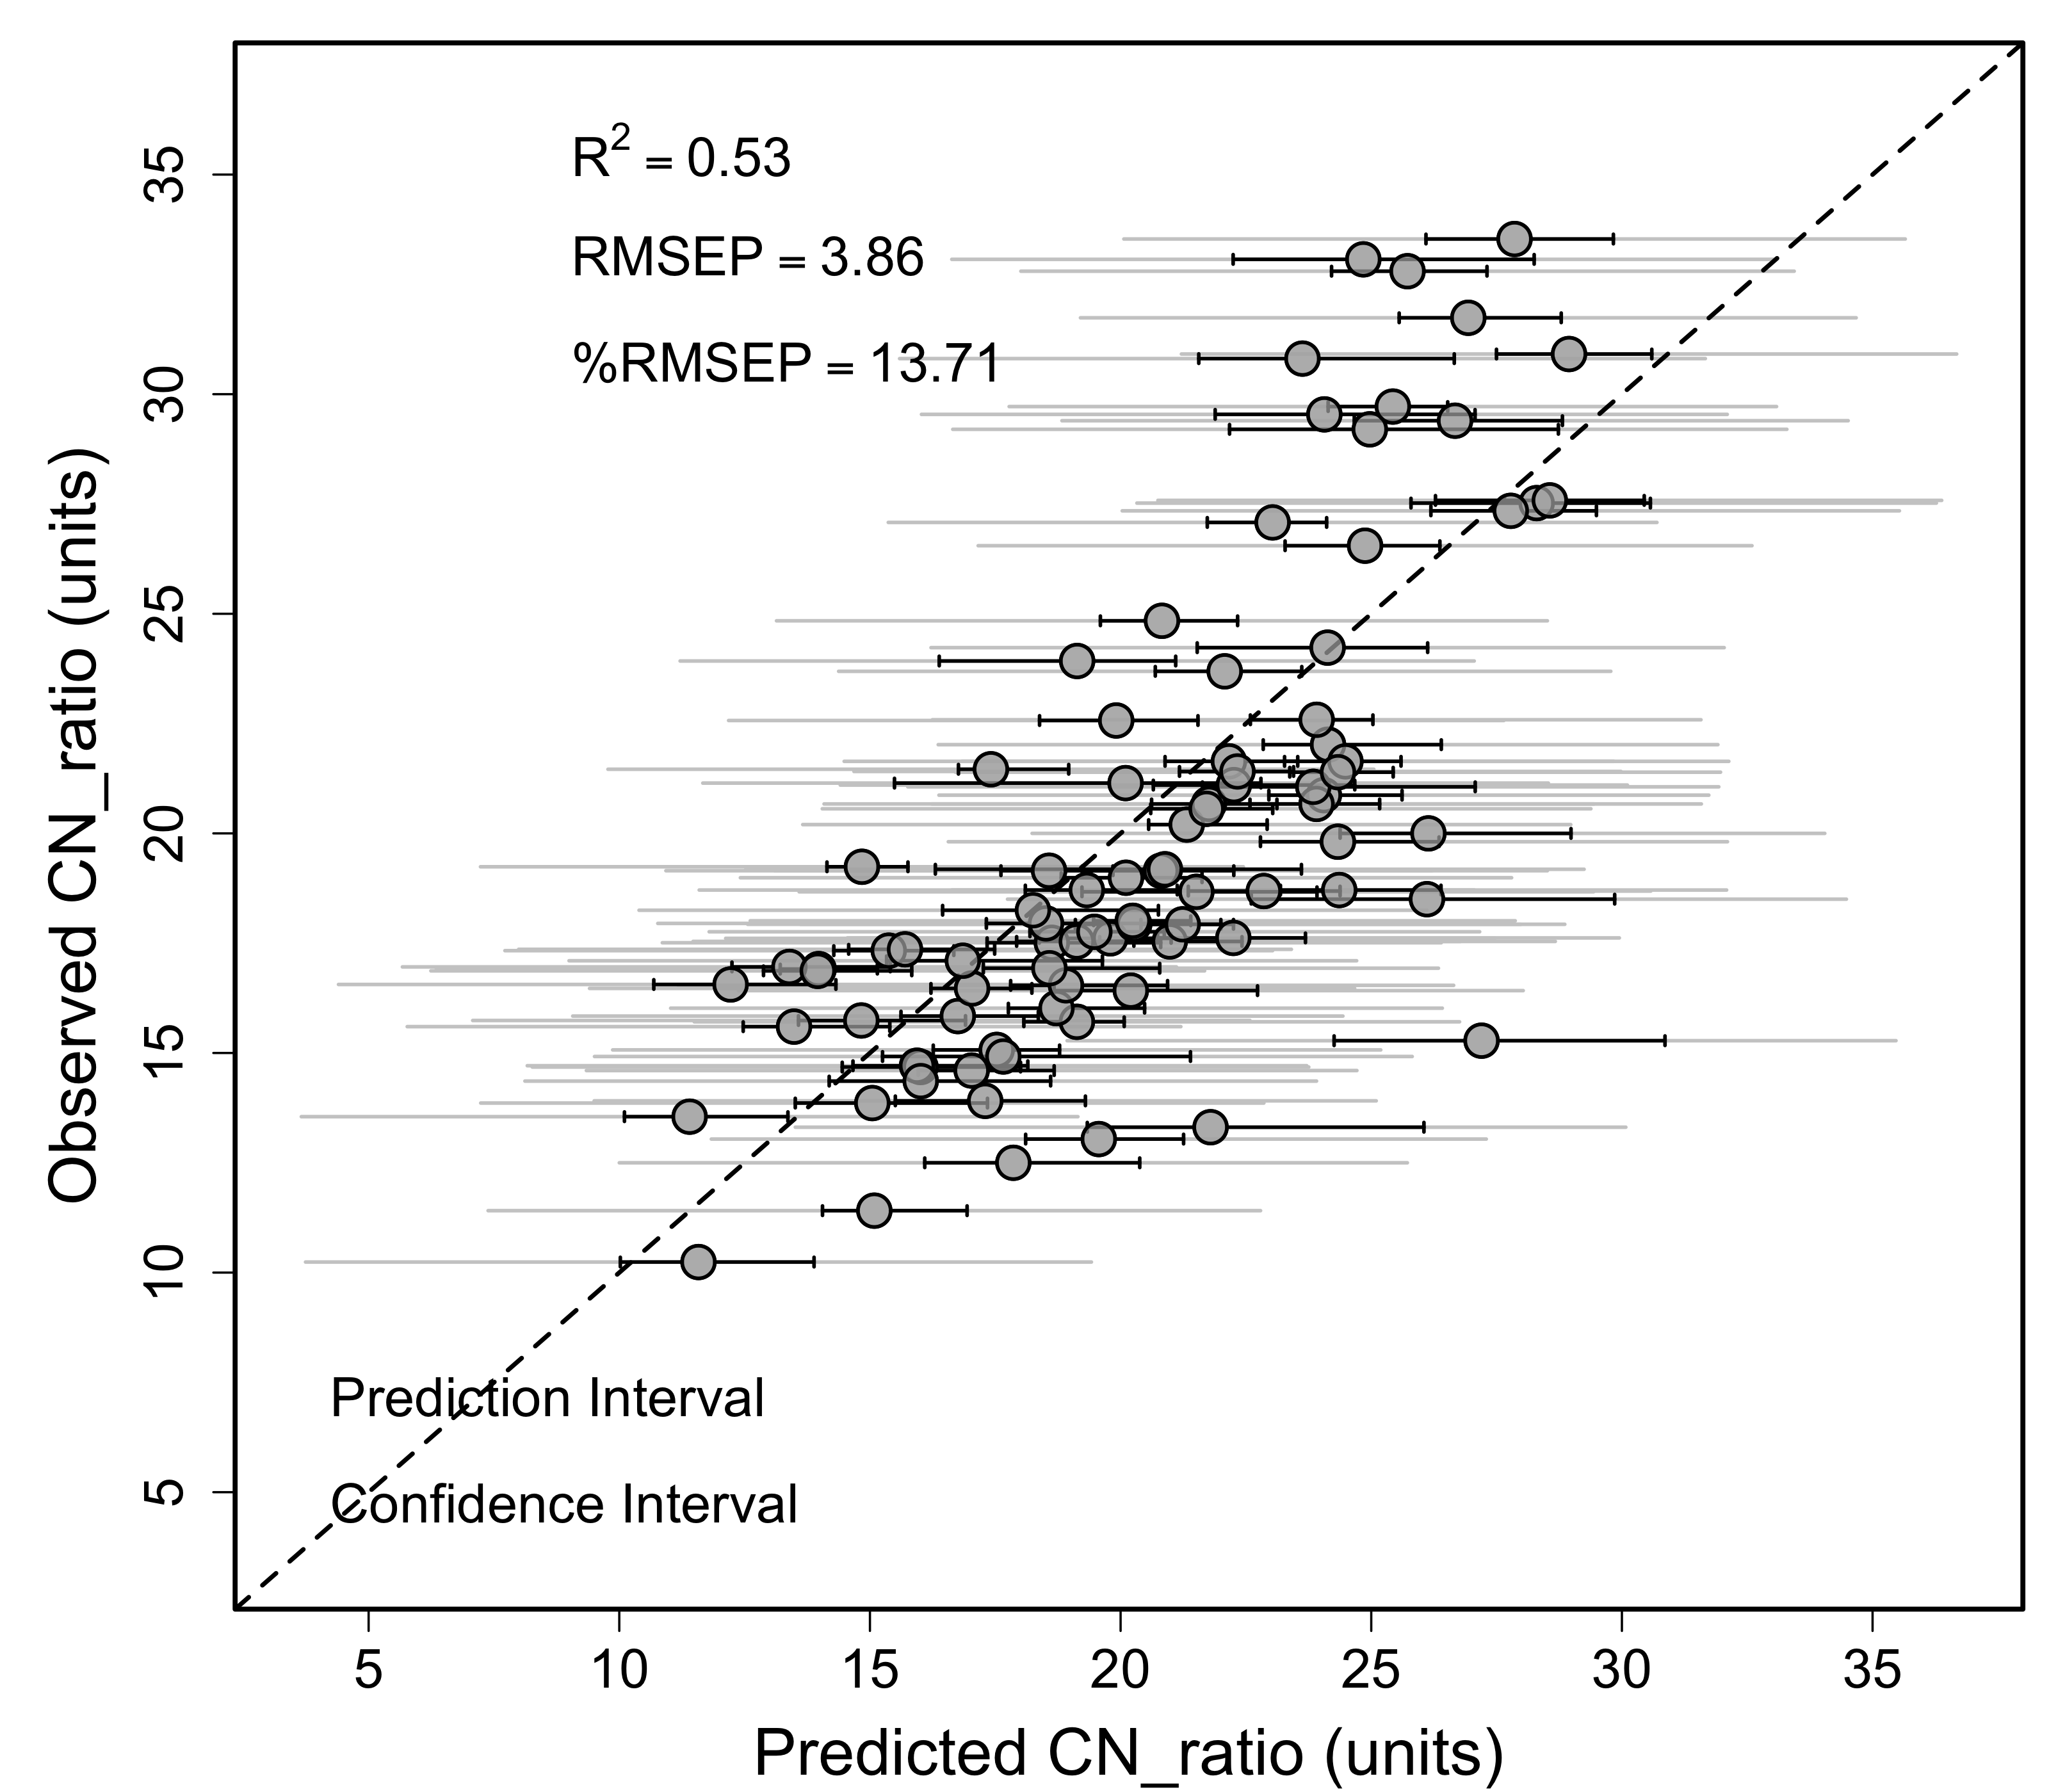 R2 = 0.53
RMSEP = 3.86
%RMSEP = 13.71
Observed CN_ratio (units)
35
30
25
20
15
10
5
Prediction Interval
Confidence Interval
5 10 15 20 25 30 35
Predicted CN_ratio (units)